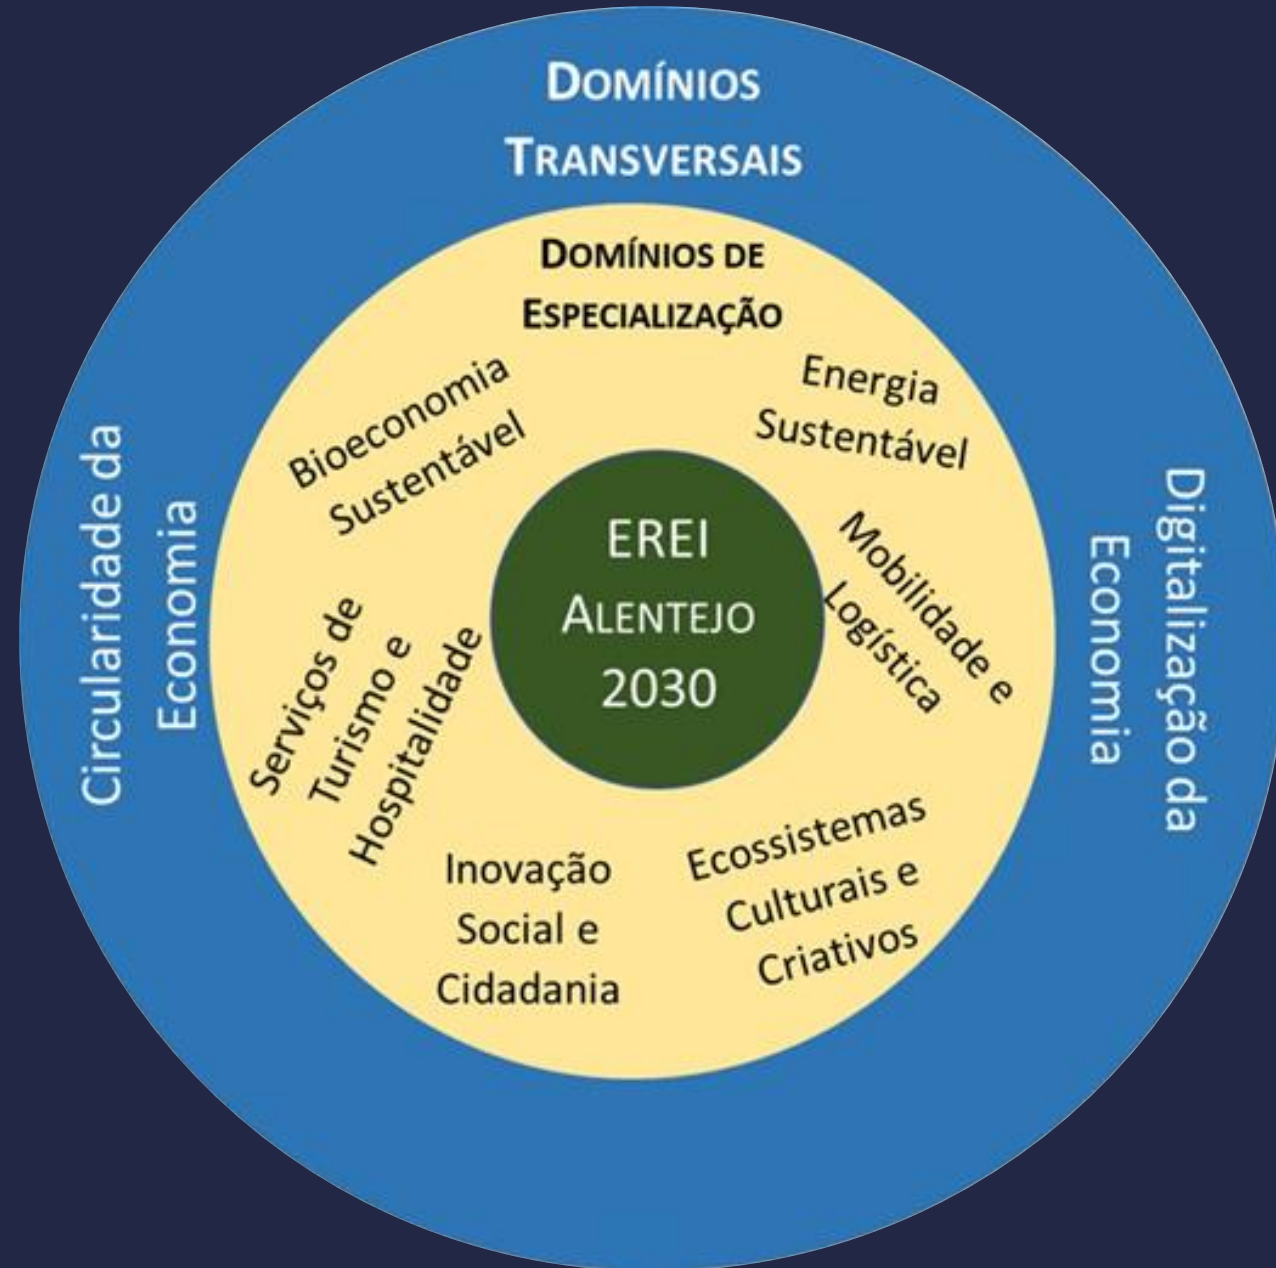 DOMÍNIOS
TRANSVERSAIS
DOMÍNIOS DE
ESPECIALIZAÇÃO
Bioeconomia
Sustentável
Energia
Sustentável
Mobilidade e
Logística
EREI
ALENTEJO
2030
Circularidade da
Economia
Digitalização da
Economia
Serviços de
Turismo e
Hospitalidade
Inovação
Social e
Cidadania
Ecossistemas
Culturais e
Criativos